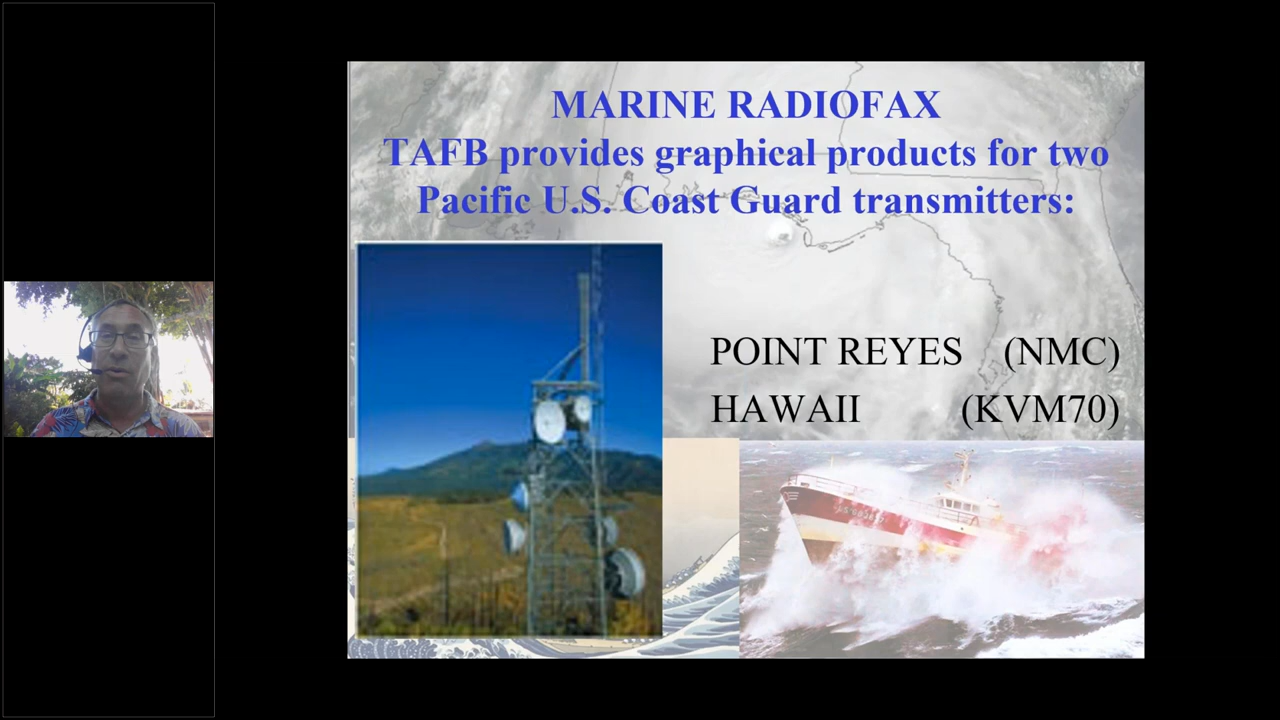 MARINE RADIOFAX
TAFB provides graphical products for two
Pacific U.S. Coast Guard transmitters:
POINT REYES (NMC)
HAWAII (KVM70)